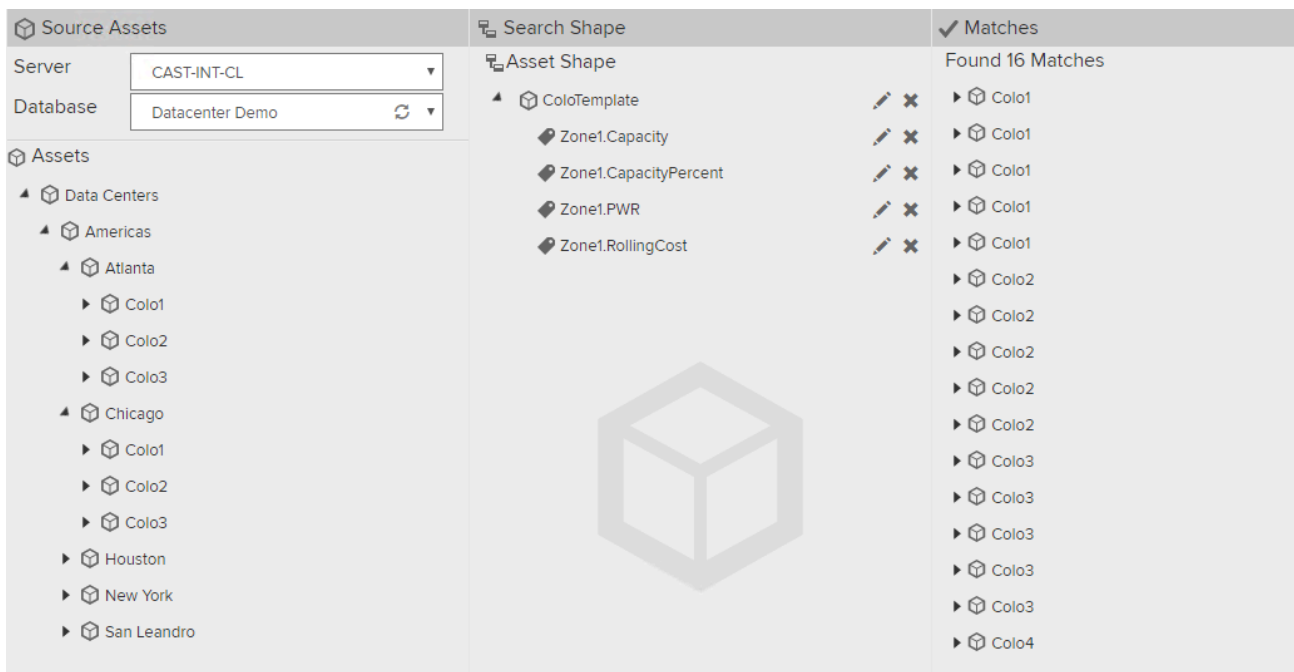 Source Assets
Server
CAST-INT-CL
Database
Datacenter Demo
Assets
Data Centers
Americas
Atlanta
Colo1
Colo2
Colo3
Chicago
Colo1
Colo2
Colo3
Houston
New York
San Leandro
Search Shape
Asset Shape
ColoTemplate
Zone1.Capacity
Zone1.CapacityPercent
Zone1.PWR
Zone1.RollingCost
Matches
Found 16 Matches
Colo1
Colo1
Colo1
Colo1
Colo1
Colo2
Colo2
Colo2
Colo2
Colo2
Colo3
Colo3
Colo3
Colo3
Colo3
Colo4